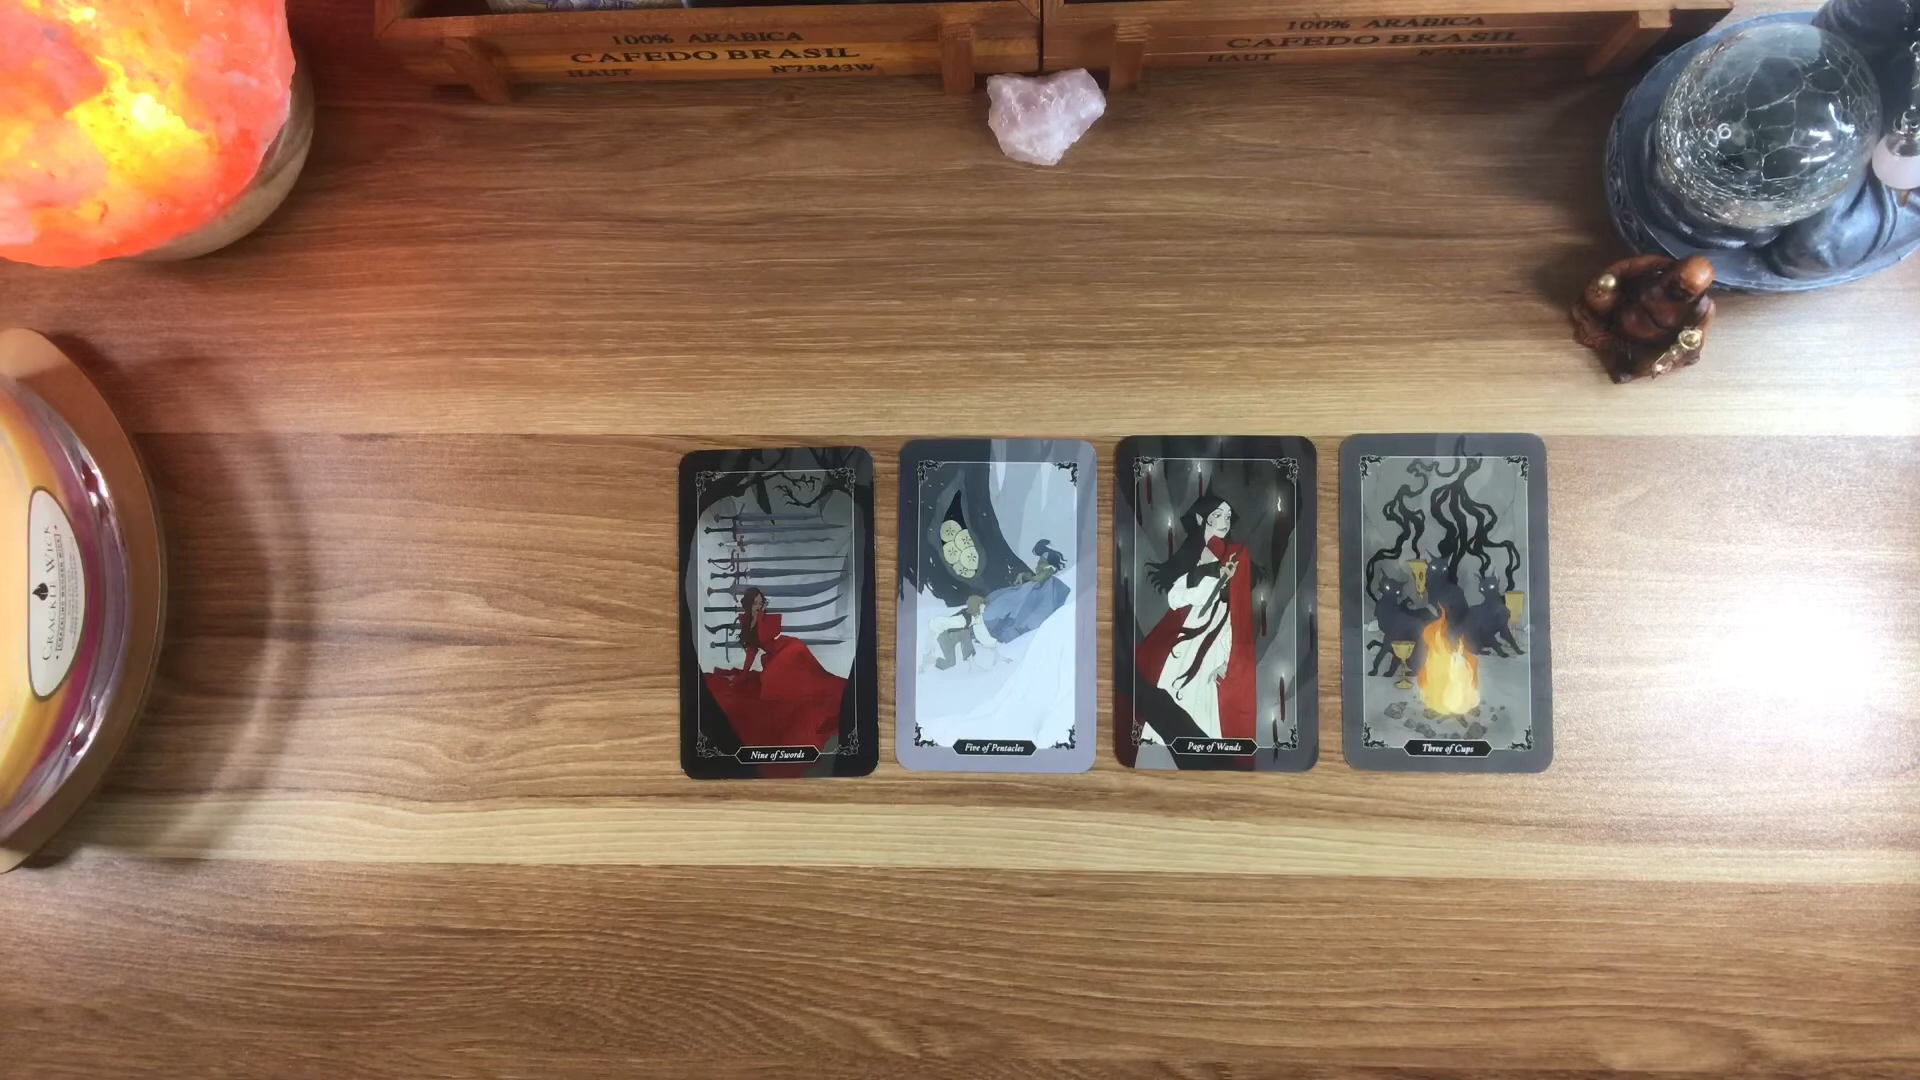 100% ARABICA
CAFEDO BRASIL
HAUT N°73843W
100% ARABICA
CAFEDO BRASIL
HAUT
CRACKLE WICK
Nine of Swords
Five of Pentacles
Page of Wands
Three of Cups